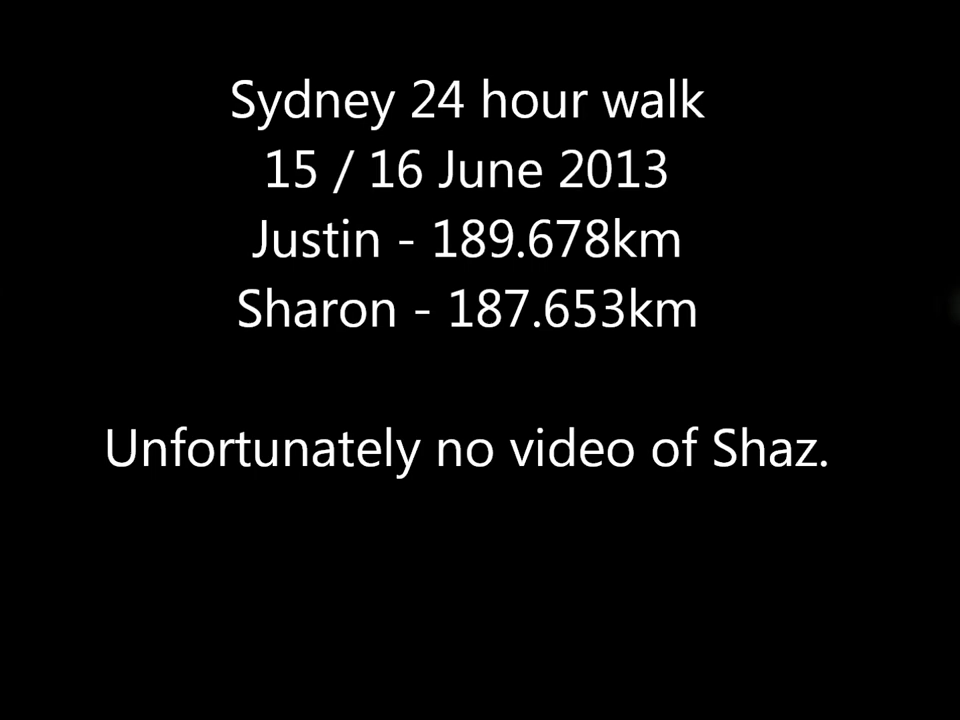 Sydney 24 hour walk
15 / 16 June 2013
Justin - 189.678km
Sharon - 187.653km
Unfortunately no video of Shaz.